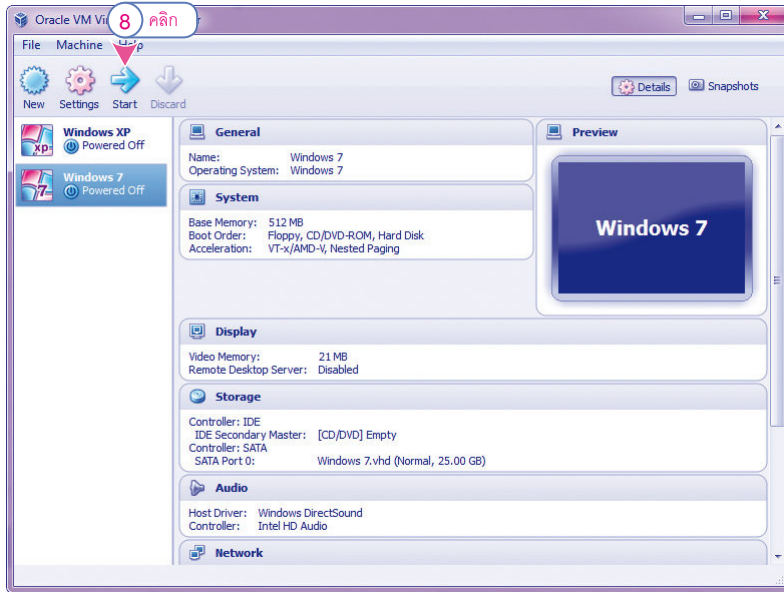 Oracle VM Vi
8 คลิก
File Machine Help
New Settings Start Discard
Details Snapshots
Windows XP
Powered Off
Windows 7
Powered Off
General
Name: Windows 7
Operating System: Windows 7
System
Base Memory: 512 MB
Boot Order: Floppy, CD/DVD-ROM, Hard Disk
Acceleration: VT-x/AMD-V, Nested Paging
Preview
Windows 7
Display
Video Memory: 21 MB
Remote Desktop Server: Disabled
Storage
Controller: IDE
IDE Secondary Master: [CD/DVD] Empty
Controller: SATA
SATA Port 0: Windows 7.vhd (Normal, 25.00 GB)
Audio
Host Driver: Windows DirectSound
Controller: Intel HD Audio
Network